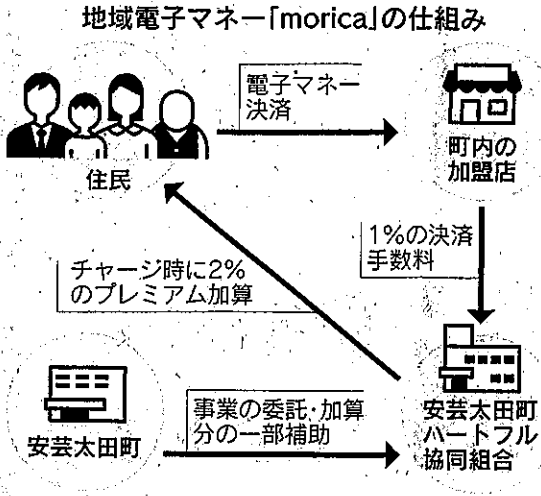 地域電子マネー「morica」の仕組み
電子マネー
決済
住民
町内の
加盟店
1%の決済
手数料
チャージ時に2%
のプレミアム加算
安芸太田町
事業の委託・加算
分の一部補助
安芸太田町
ハートフル
協同組合